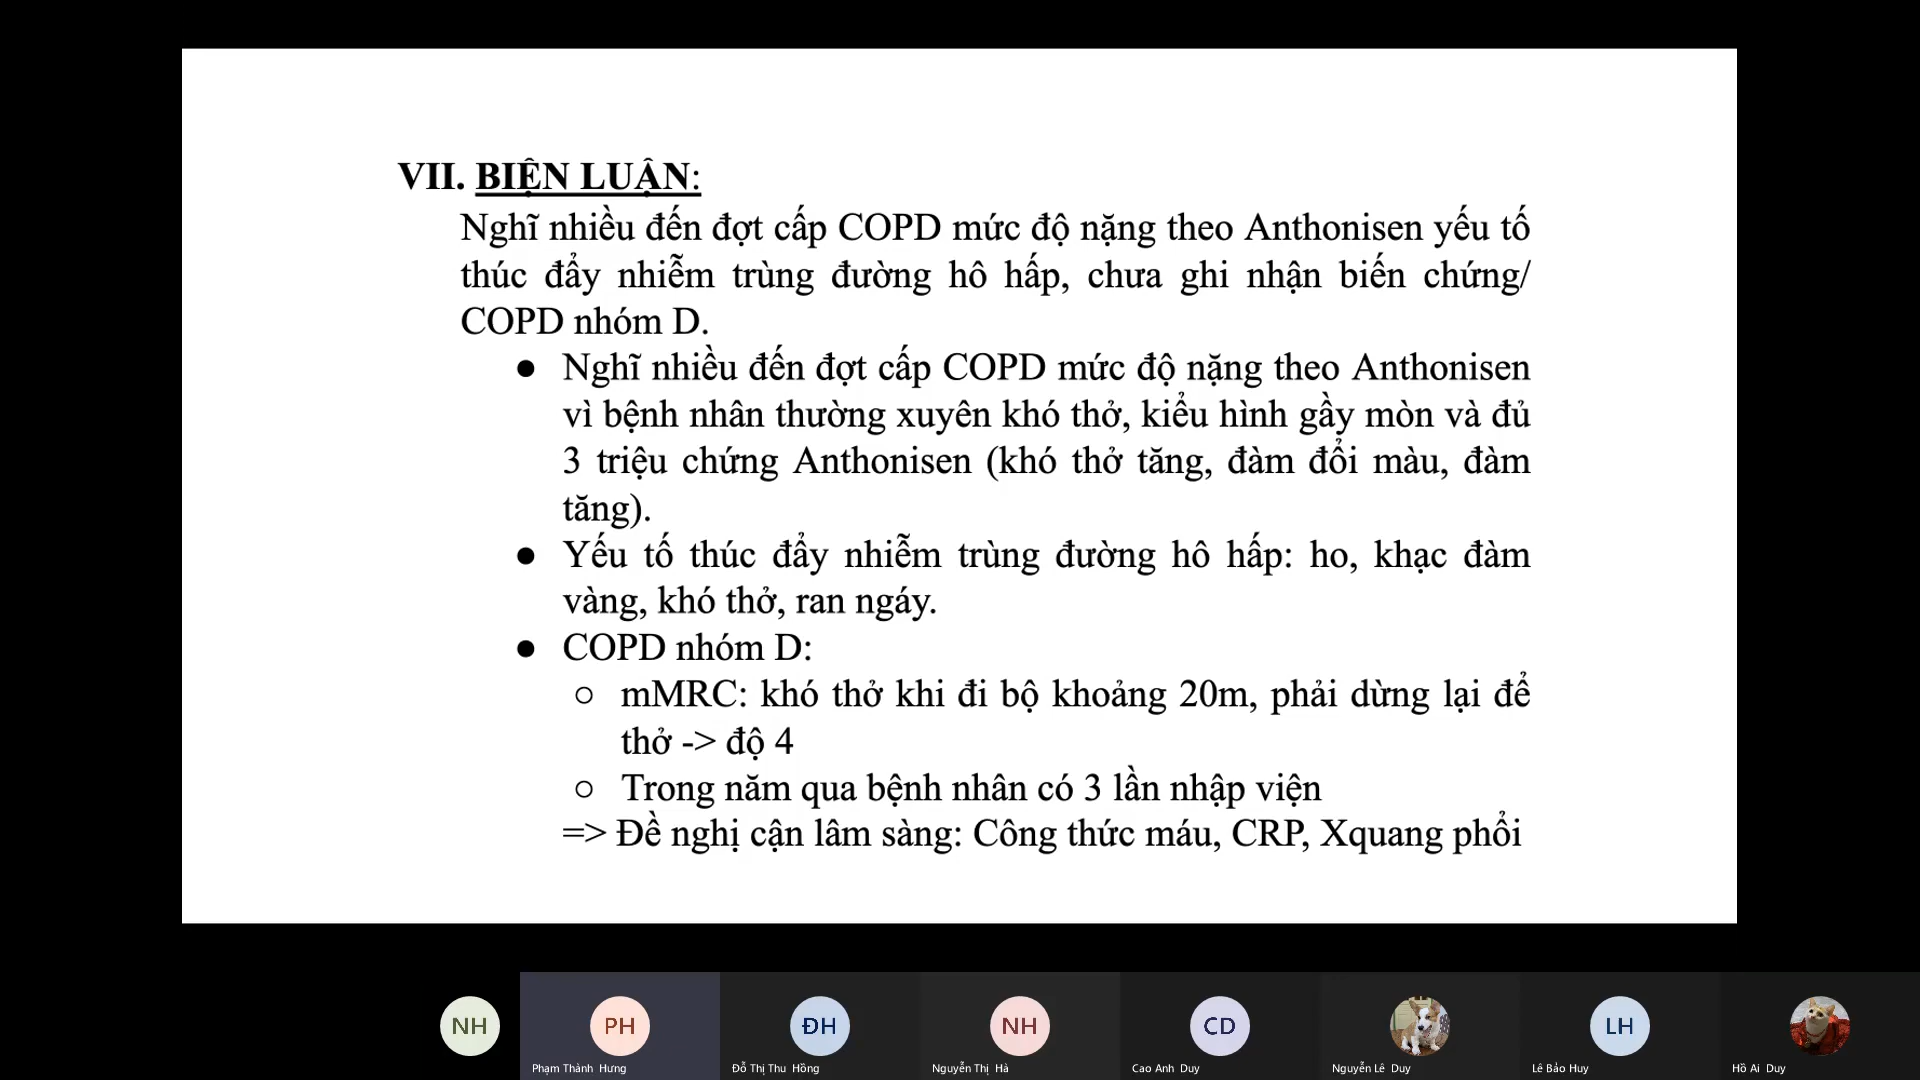 VII. BIỆN LUẬN:
Nghĩ nhiều đến đợt cấp COPD mức độ nặng theo Anthonisen yếu tố
thúc đẩy nhiễm trùng đường hô hấp, chưa ghi nhận biến chứng/
COPD nhóm D.
● Nghĩ nhiều đến đợt cấp COPD mức độ nặng theo Anthonisen
vì bệnh nhân thường xuyên khó thở, kiểu hình gầy mòn và đủ
3 triệu chứng Anthonisen (khó thở tăng, đàm đổi màu, đàm
tăng).
● Yếu tố thúc đẩy nhiễm trùng đường hô hấp: ho, khạc đàm
vàng, khó thở, ran ngáy.
● COPD nhóm D:
○ mMRC: khó thở khi đi bộ khoảng 20m, phải dừng lại để
thở -> độ 4
○ Trong năm qua bệnh nhân có 3 lần nhập viện
=> Đề nghị cận lâm sàng: Công thức máu, CRP, Xquang phổi
NH
PH
ĐH
NH
CD
LH
Phạm Thành Hưng
Đỗ Thị Thu Hồng
Nguyễn Thị Hà
Cao Anh Duy
Nguyễn Lê Duy
Lê Bảo Huy
Hồ Ai Duy